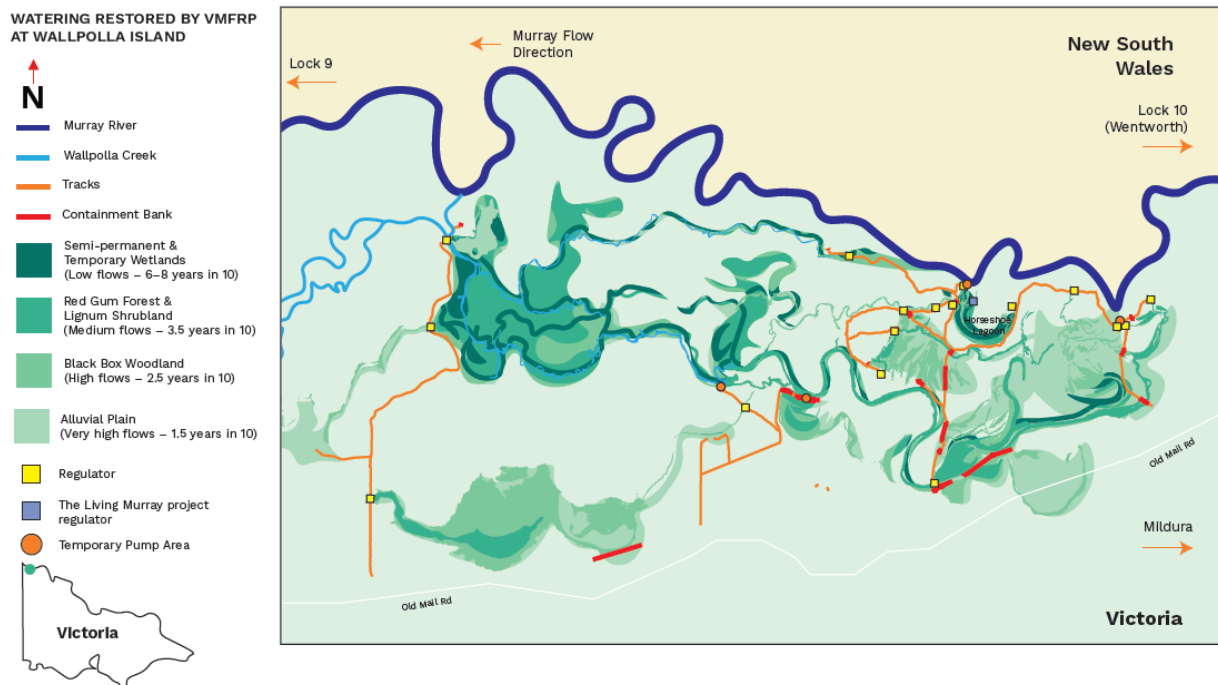 WATERING RESTORED BY VMFRP
AT WALLPOLLA ISLAND
N
Murray River
Wallpolla Creek
Tracks
Containment Bank
Semi-permanent &
Temporary Wetlands
(Low flows – 6–8 years in 10)
Red Gum Forest &
Lignum Shrubland
(Medium flows – 3.5 years in 10)
Black Box Woodland
(High flows – 2.5 years in 10)
Alluvial Plain
(Very high flows – 1.5 years in 10)
Regulator
The Living Murray project
regulator
Temporary Pump Area
Victoria
Murray Flow
Direction
Lock 9
New South
Wales
Lock 10
(Wentworth)
Horseshoe
Lagoon
Old Mail Rd
Mildura
Old Mail Rd
Victoria